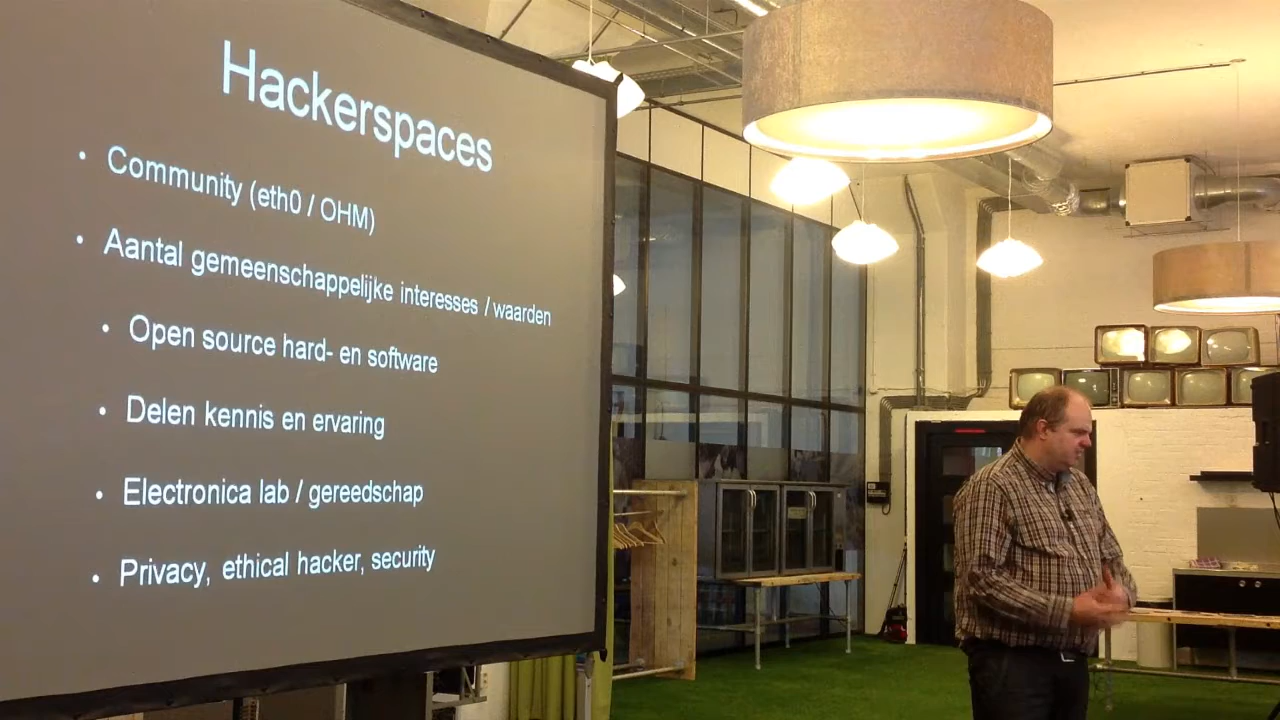 Hackerspaces
• Community (eth0 / OHM)
• Aantal gemeenschappelijke interesses / waarden
• Open source hard- en software
• Delen kennis en ervaring
• Electronica lab / gereedschap
• Privacy, ethical hacker, security